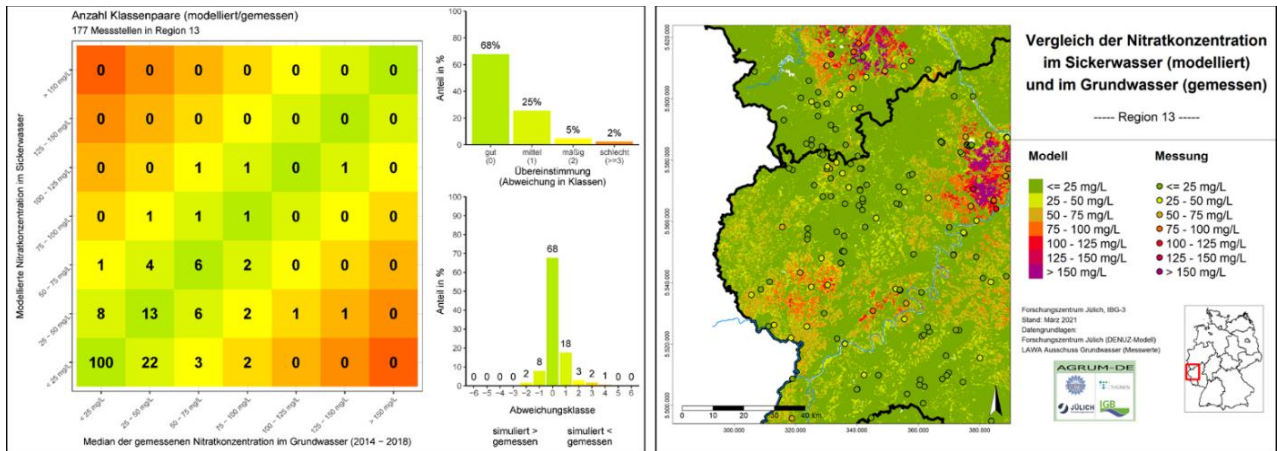 Anzahl Klassenpaare (modelliert/gemessen)
177 Messstellen in Region 13
Modellierte Nitratkonzentration im Sickerwasser
> 150 mg/L
0 0 0 0 0 0 0
125 – 150 mg/L
0 0 0 0 0 0 0
100 – 125 mg/L
0 0 1 1 0 1 0
75 – 100 mg/L
0 1 1 1 0 0 0
50 – 75 mg/L
1 4 6 2 0 0 0
25 – 50 mg/L
8 13 6 2 1 1 0
< 25 mg/L
100 22 3 2 0 0 0
< 25 mg/L
25 – 50 mg/L
50 – 75 mg/L
75 – 100 mg/L
100 – 125 mg/L
125 – 150 mg/L
> 150 mg/L
Median der gemessenen Nitratkonzentration im Grundwasser (2014 – 2018)
Anteil in %
100
80
60
40
20
0
68%
25%
5%
2%
gut mittel mäßig schlecht
(0) (1) (2) (>=3)
Übereinstimmung
(Abweichung in Klassen)
Anteil in %
100
80
60
40
20
0
0 0 0 0 2 8 68 18 3 2 1 0 0
−6 −5 −4 −3 −2 −1 0 1 2 3 4 5 6
Abweichungsklasse
simuliert > simuliert <
gemessen gemessen
5.620.000
5.600.000
5.580.000
5.560.000
5.540.000
5.520.000
5.500.000
0 10 20 30 40 km
300.000 320.000 340.000 360.000 380.000
Vergleich der Nitratkonzentration
im Sickerwasser (modelliert)
und im Grundwasser (gemessen)
----- Region 13 -----
Modell Messung
<= 25 mg/L <= 25 mg/L
25 - 50 mg/L 25 - 50 mg/L
50 - 75 mg/L 50 - 75 mg/L
75 - 100 mg/L 75 - 100 mg/L
100 - 125 mg/L 100 - 125 mg/L
125 - 150 mg/L 125 - 150 mg/L
> 150 mg/L > 150 mg/L
Forschungszentrum Jülich, IBG-3
Stand: März 2021
Datengrundlagen:
Forschungszentrum Jülich (DENUZ-Modell)
LAWA Ausschuss Grundwasser (Messwerte)
AGRUM-DE
THÜNEN
JÜLICH
IGB